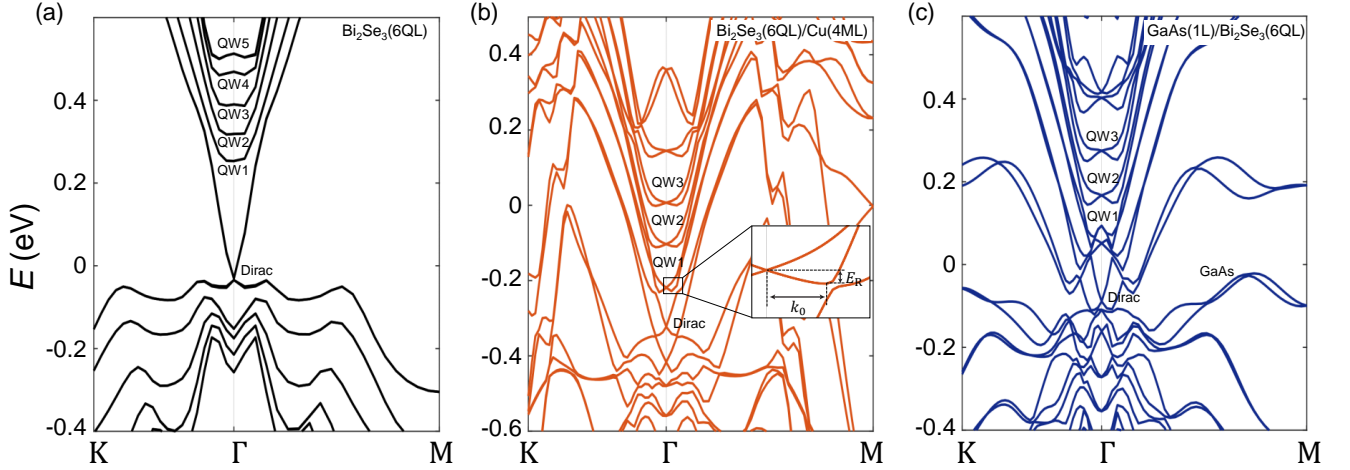 (a)
Bi₂Se₃(6QL)
QW5
QW4
QW3
QW2
QW1
Dirac
E (eV)
0.4
0.2
0
-0.2
-0.4
K
Γ
M
(b)
Bi₂Se₃(6QL)/Cu(4ML)
QW3
QW2
QW1
Dirac
E_R
k₀
0.4
0.2
0
-0.2
-0.4
-0.6
K
Γ
M
(c)
GaAs(1L)/Bi₂Se₃(6QL)
QW3
QW2
QW1
GaAs
Dirac
0.4
0.2
0
-0.2
-0.4
K
Γ
M